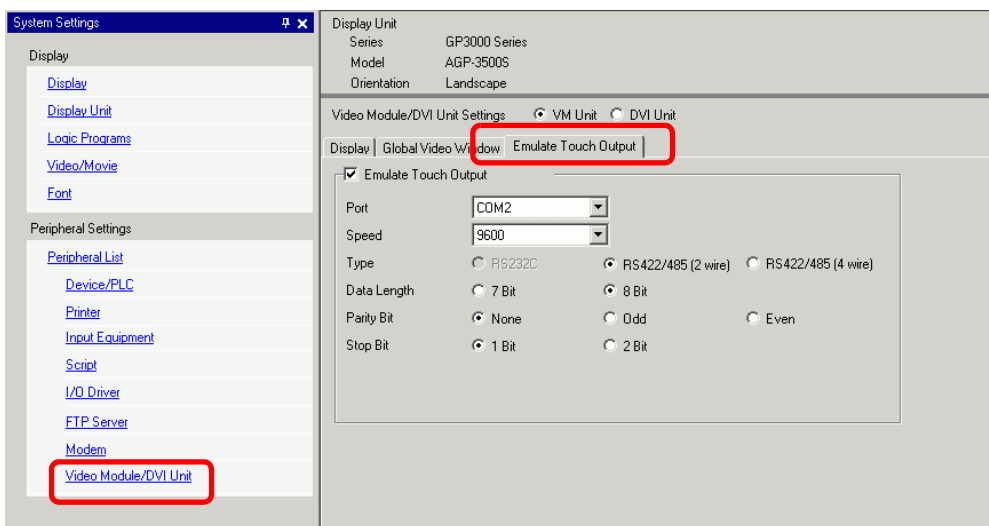 System Settings
Display
Display
Display Unit
Logic Programs
Video/Movie
Font
Peripheral Settings
Peripheral List
Device/PLC
Printer
Input Equipment
Script
I/O Driver
FTP Server
Modem
Video Module/DVI Unit
Display Unit
Series GP3000 Series
Model AGP-3500S
Orientation Landscape
Video Module/DVI Unit Settings VM Unit DVI Unit
Display Global Video Window Emulate Touch Output
Emulate Touch Output
Port COM2
Speed 9600
Type RS232C RS422/485 (2 wire) RS422/485 (4 wire)
Data Length 7 Bit 8 Bit
Parity Bit None Odd Even
Stop Bit 1 Bit 2 Bit